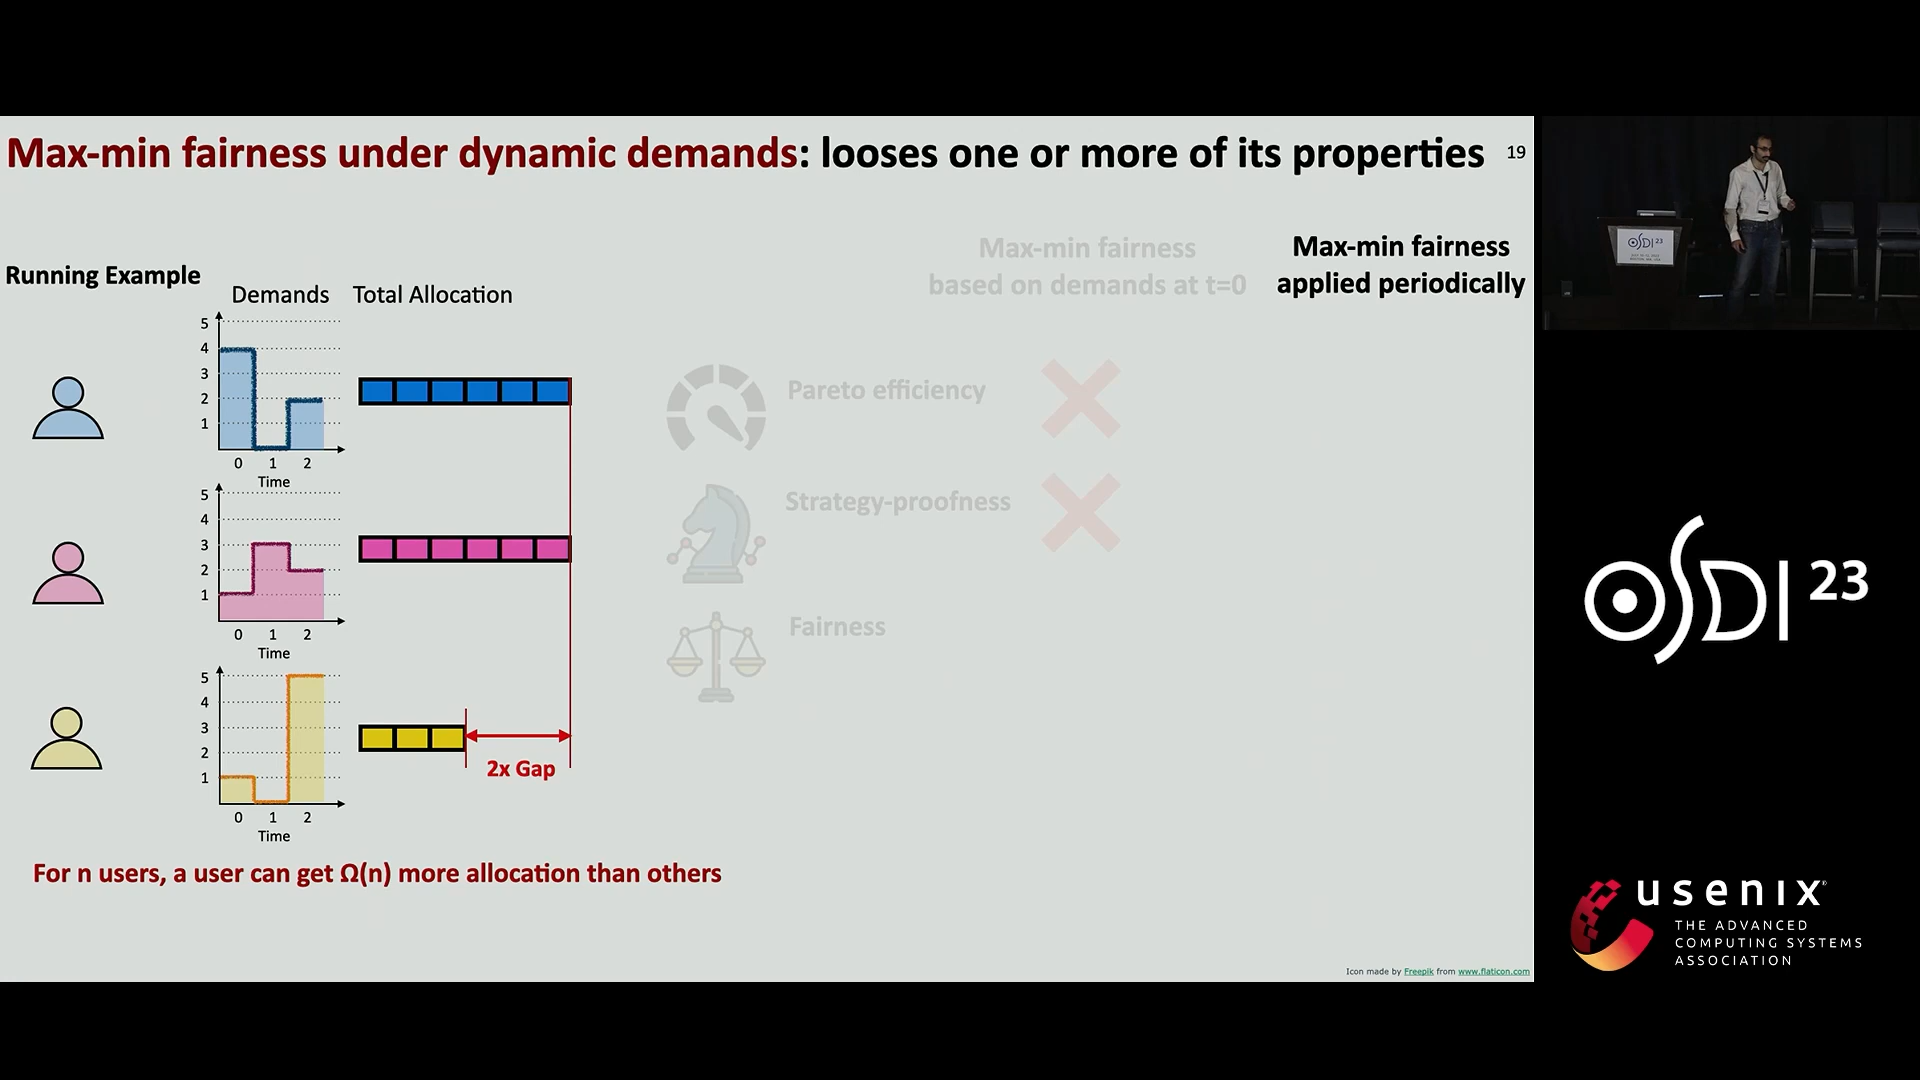 Max-min fairness under dynamic demands: looses one or more of its properties 19
Max-min fairness
based on demands at t=0
Max-min fairness
applied periodically
Running Example
Demands
Total Allocation
5
4
3
2
1
0 1 2
Time
5
4
3
2
1
0 1 2
Time
5
4
3
2
1
0 1 2
Time
2x Gap
Pareto efficiency
Strategy-proofness
Fairness
For n users, a user can get Ω(n) more allocation than others
Icon made by Freepik from www.flaticon.com
OSDI 23
OSDI 23
usenix
THE ADVANCED
COMPUTING SYSTEMS
ASSOCIATION